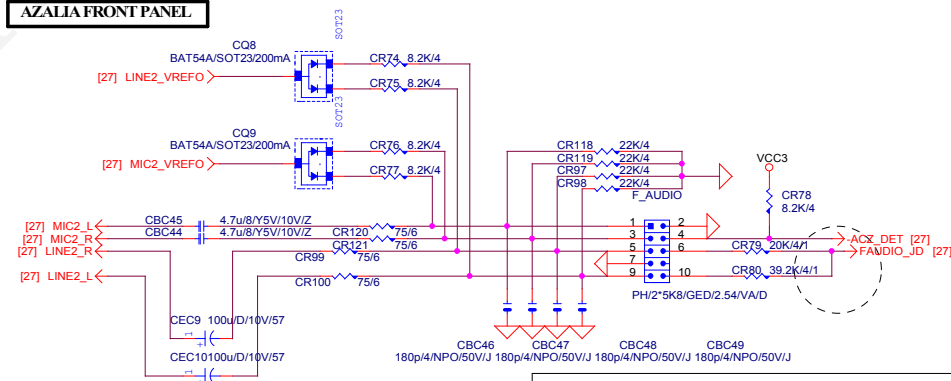 AZALIA FRONT PANEL
SOT23
CQ8
BAT54A/SOT23/200mA
CR74 8.2K/4
[27] LINE2_VREFO
CR75 8.2K/4
SOT23
CQ9
BAT54A/SOT23/200mA
CR76 8.2K/4
[27] MIC2_VREFO
CR77 8.2K/4
CR118 22K/4
CR119 22K/4
CR97 22K/4
CR98 22K/4
VCC3
F_AUDIO
CR78
8.2K/4
[27] MIC2_L
CBC45 4.7u/8/Y5V/10V/Z
[27] MIC2_R
CBC44 4.7u/8/Y5V/10V/Z
CR120 75/6
[27] LINE2_R
CR121 75/6
CR99 75/6
[27] LINE2_L
CR100 75/6
1 2
3 4
5 6
7
9 10
-ACZ_DET [27]
CR79 20K/4/1
FAUDIO_JD [27]
CR80 39.2K/4/1
PH/2*5K8/GED/2.54/VA/D
CEC9 100u/D/10V/57
1 +
CEC10 100u/D/10V/57
1 +
CBC46 CBC47 CBC48 CBC49
180p/4/NPO/50V/J 180p/4/NPO/50V/J 180p/4/NPO/50V/J 180p/4/NPO/50V/J